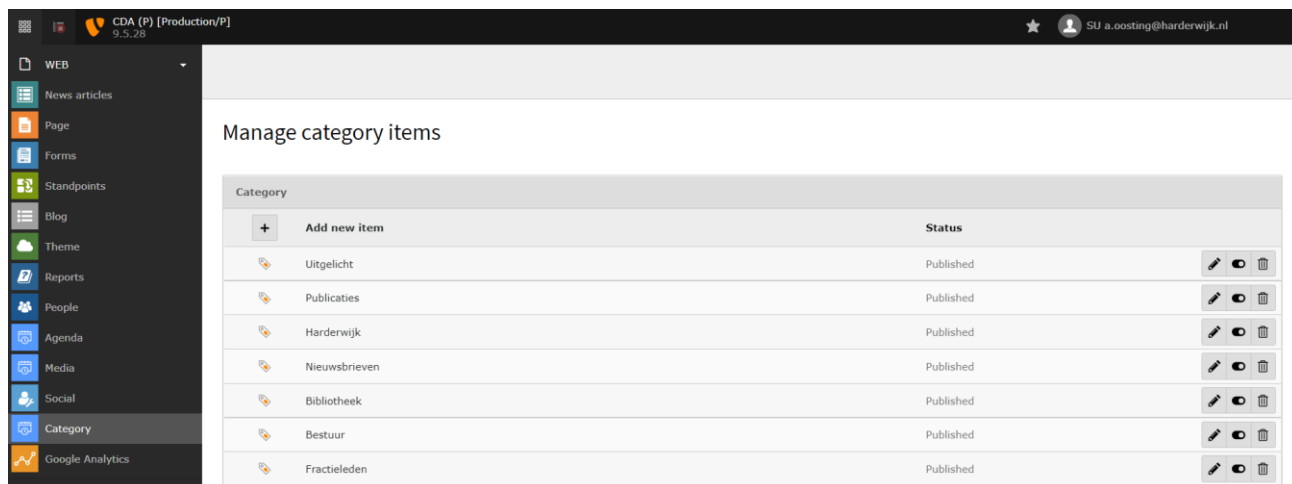 CDA (P) [Production/P]
9.5.28
SU a.oosting@harderwijk.nl
WEB
News articles
Page
Forms
Standpoints
Blog
Theme
Reports
People
Agenda
Media
Social
Category
Google Analytics
Manage category items
Category
Add new item Status
Uitgelicht Published
Publicaties Published
Harderwijk Published
Nieuwsbrieven Published
Bibliotheek Published
Bestuur Published
Fractieleden Published